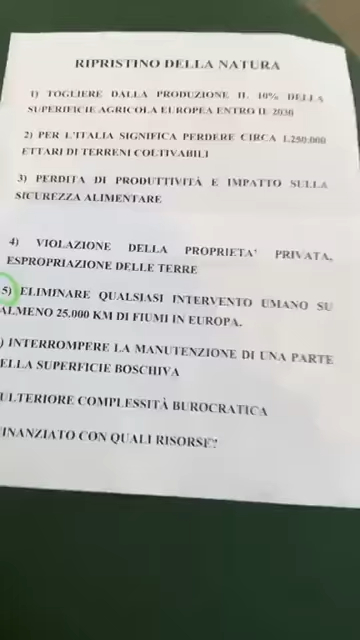 RIPRISTINO DELLA NATURA
1) TOGLIERE DALLA PRODUZIONE IL 10% DELLA
SUPERIFICIE AGRICOLA EUROPEA ENTRO IL 2030
2) PER L'ITALIA SIGNIFICA PERDERE CIRCA 1.250.000
ETTARI DI TERRENI COLTIVABILI
3) PERDITA DI PRODUTTIVITÀ E IMPATTO SULLA
SICUREZZA ALIMENTARE
4) VIOLAZIONE DELLA PROPRIETA' PRIVATA,
ESPROPRIAZIONE DELLE TERRE
5) ELIMINARE QUALSIASI INTERVENTO UMANO SU
ALMENO 25.000 KM DI FIUMI IN EUROPA.
) INTERROMPERE LA MANUTENZIONE DI UNA PARTE
ELLA SUPERFICIE BOSCHIVA
ULTERIORE COMPLESSITÀ BUROCRATICA
INANZIATO CON QUALI RISORSE?